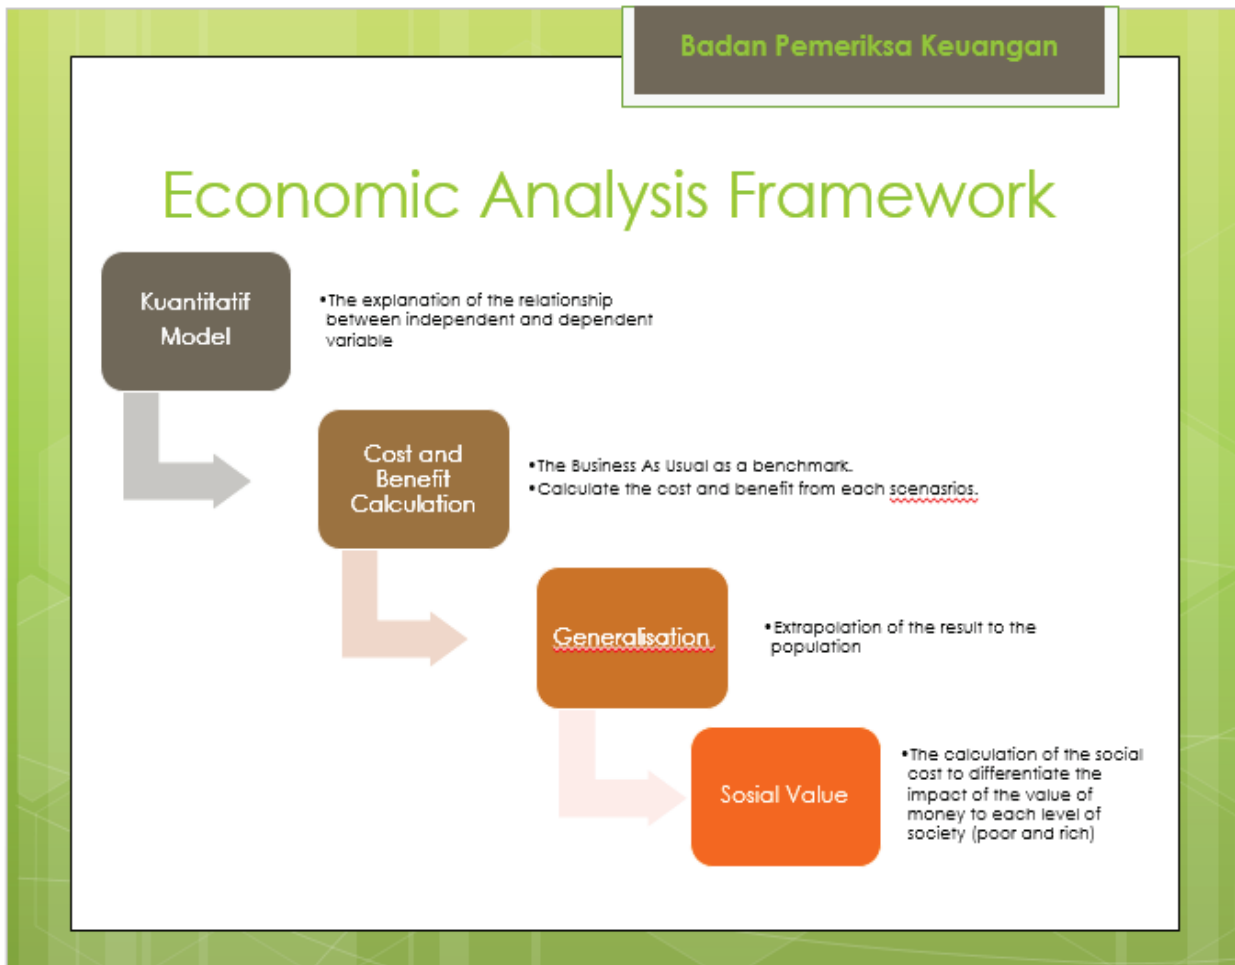 Badan Pemeriksa Keuangan
Economic Analysis Framework
Kuantitatif
Model
•The explanation of the relationship
between independent and dependent
variable
Cost and
Benefit
Calculation
•The Business As Usual as a benchmark.
•Calculate the cost and benefit from each scenasrios.
Generalisation
•Extrapolation of the result to the
population
Sosial Value
•The calculation of the social
cost to differentiate the
impact of the value of
money to each level of
society (poor and rich)